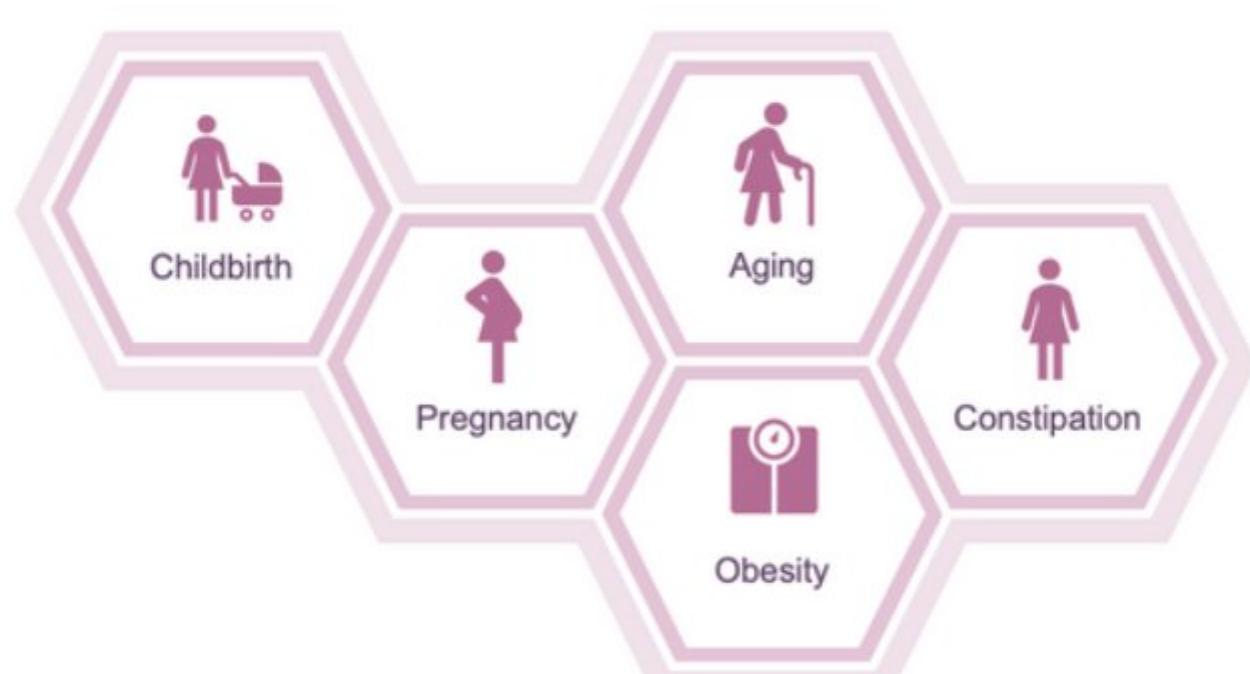 Childbirth
Aging
Pregnancy
Constipation
Obesity